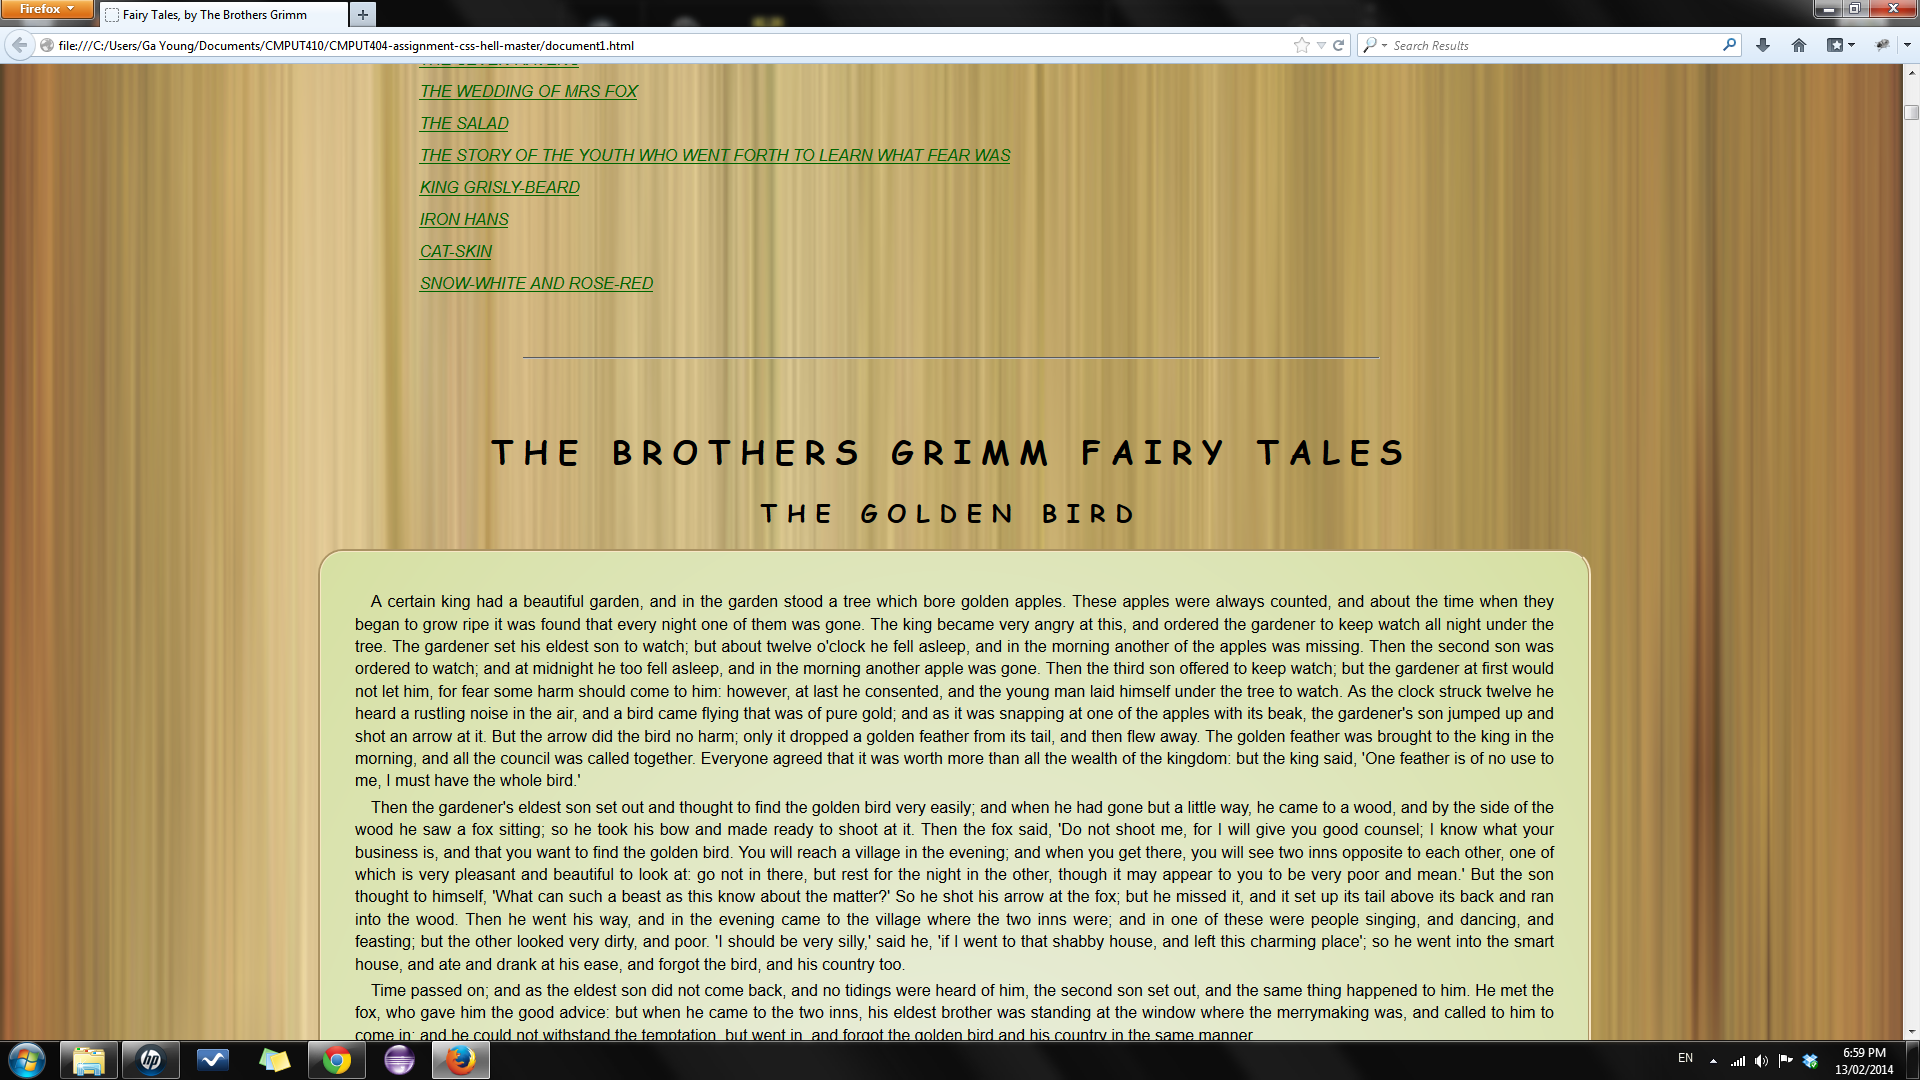 Firefox
Fairy Tales, by The Brothers Grimm
file:///C:/Users/Ga Young/Documents/CMPUT410/CMPUT404-assignment-css-hell-master/document1.html
Search Results
THE WEDDING OF MRS FOX
THE SALAD
THE STORY OF THE YOUTH WHO WENT FORTH TO LEARN WHAT FEAR WAS
KING GRISLY-BEARD
IRON HANS
CAT-SKIN
SNOW-WHITE AND ROSE-RED
THE BROTHERS GRIMM FAIRY TALES
THE GOLDEN BIRD
A certain king had a beautiful garden, and in the garden stood a tree which bore golden apples. These apples were always counted, and about the time when they
began to grow ripe it was found that every night one of them was gone. The king became very angry at this, and ordered the gardener to keep watch all night under the
tree. The gardener set his eldest son to watch; but about twelve o'clock he fell asleep, and in the morning another of the apples was missing. Then the second son was
ordered to watch; and at midnight he too fell asleep, and in the morning another apple was gone. Then the third son offered to keep watch; but the gardener at first would
not let him, for fear some harm should come to him: however, at last he consented, and the young man laid himself under the tree to watch. As the clock struck twelve he
heard a rustling noise in the air, and a bird came flying that was of pure gold; and as it was snapping at one of the apples with its beak, the gardener's son jumped up and
shot an arrow at it. But the arrow did the bird no harm; only it dropped a golden feather from its tail, and then flew away. The golden feather was brought to the king in the
morning, and all the council was called together. Everyone agreed that it was worth more than all the wealth of the kingdom: but the king said, 'One feather is of no use to
me, I must have the whole bird.'
Then the gardener's eldest son set out and thought to find the golden bird very easily; and when he had gone but a little way, he came to a wood, and by the side of the
wood he saw a fox sitting; so he took his bow and made ready to shoot at it. Then the fox said, 'Do not shoot me, for I will give you good counsel; I know what your
business is, and that you want to find the golden bird. You will reach a village in the evening; and when you get there, you will see two inns opposite to each other, one of
which is very pleasant and beautiful to look at: go not in there, but rest for the night in the other, though it may appear to you to be very poor and mean.' But the son
thought to himself, 'What can such a beast as this know about the matter?' So he shot his arrow at the fox; but he missed it, and it set up its tail above its back and ran
into the wood. Then he went his way, and in the evening came to the village where the two inns were; and in one of these were people singing, and dancing, and
feasting; but the other looked very dirty, and poor. 'I should be very silly,' said he, 'if I went to that shabby house, and left this charming place'; so he went into the smart
house, and ate and drank at his ease, and forgot the bird, and his country too.
Time passed on; and as the eldest son did not come back, and no tidings were heard of him, the second son set out, and the same thing happened to him. He met the
fox, who gave him the good advice: but when he came to the two inns, his eldest brother was standing at the window where the merrymaking was, and called to him to
come in; and he could not withstand the temptation, but went in, and forgot the golden bird and his country in the same manner.
hp
EN
6:59 PM
13/02/2014